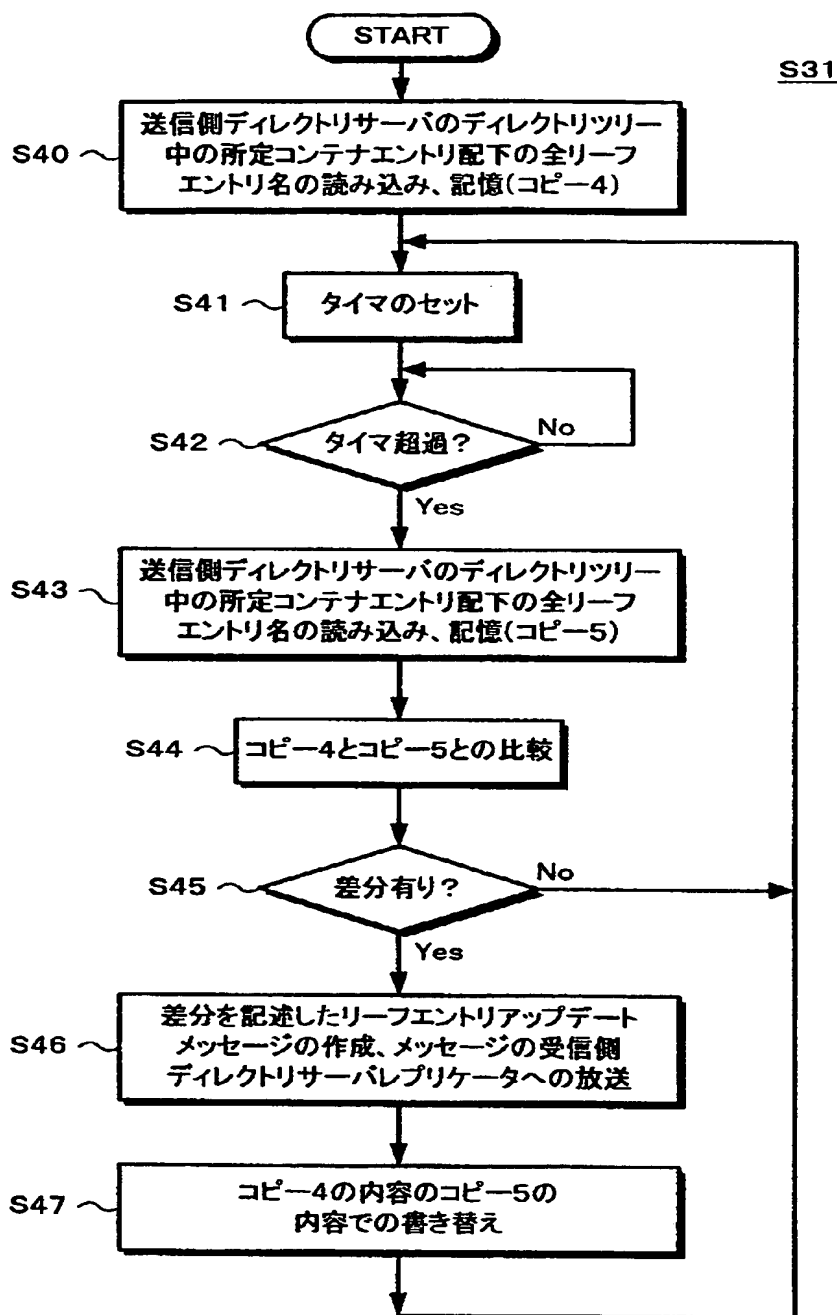 START
S31
S40
送信側ディレクトリサーバのディレクトリツリー
中の所定コンテナエントリ配下の全リーフ
エントリ名の読み込み、記憶(コピー4)
S41
タイマのセット
S42
タイマ超過?
No
Yes
S43
送信側ディレクトリサーバのディレクトリツリー
中の所定コンテナエントリ配下の全リーフ
エントリ名の読み込み、記憶(コピー5)
S44
コピー4とコピー5との比較
S45
差分有り?
No
Yes
S46
差分を記述したリーフエントリアップデート
メッセージの作成、メッセージの受信側
ディレクトリサーバレプリケータへの放送
S47
コピー4の内容のコピー5の
内容での書き替え